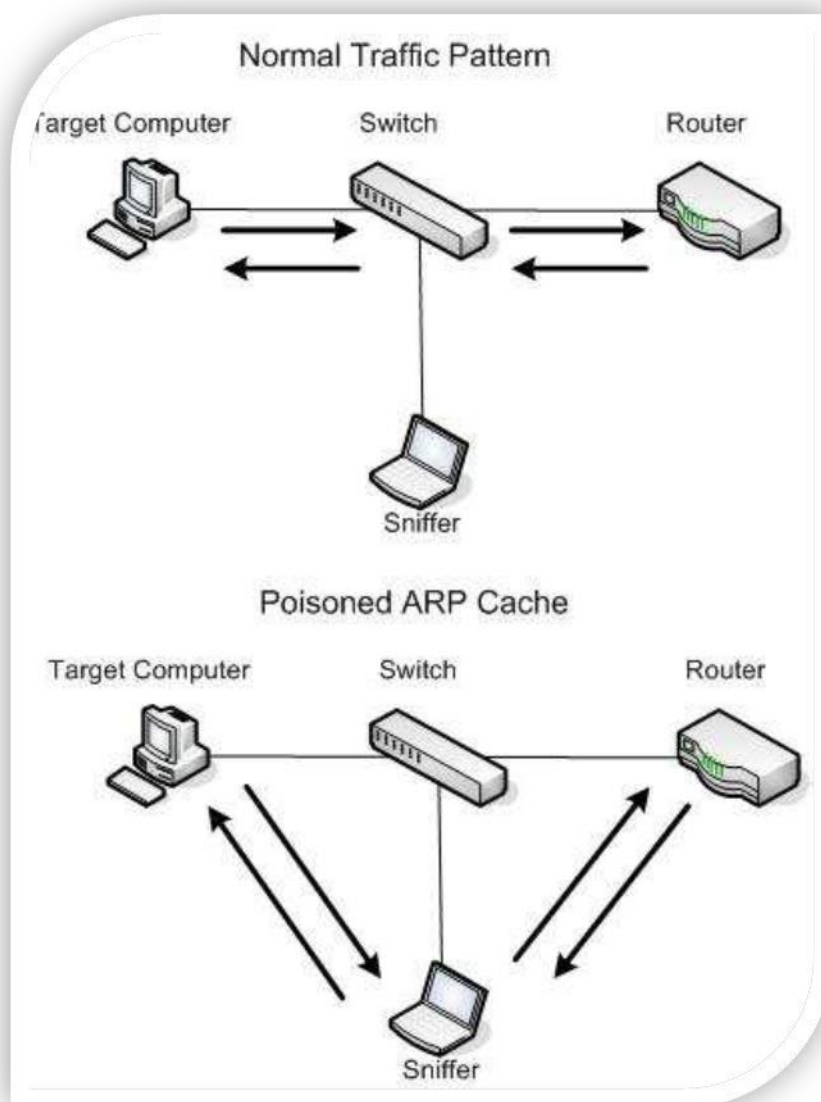 Normal Traffic Pattern
Target Computer Switch Router
Sniffer
Poisoned ARP Cache
Target Computer Switch Router
Sniffer